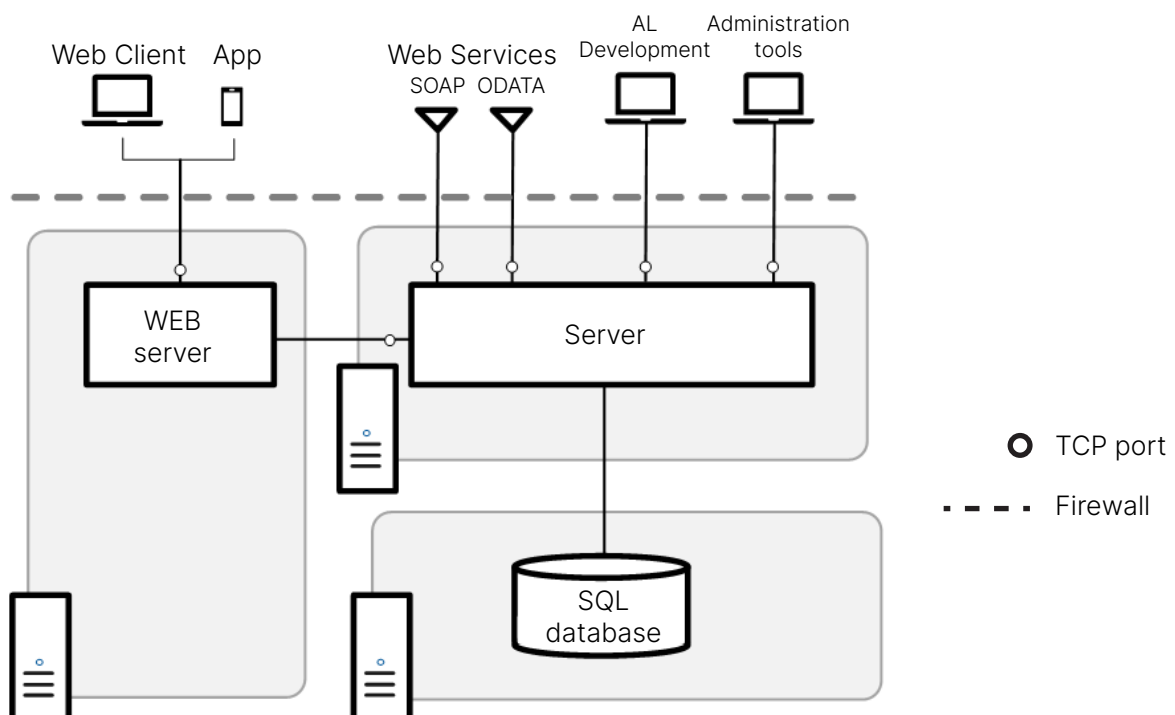 AL
Development
Administration
tools
Web Client
App
Web Services
SOAP
ODATA
WEB
server
Server
TCP port
Firewall
SQL
database